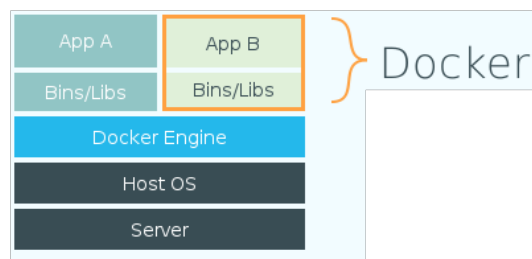 App A
App B
Docker
Bins/Libs
Bins/Libs
Docker Engine
Host OS
Server